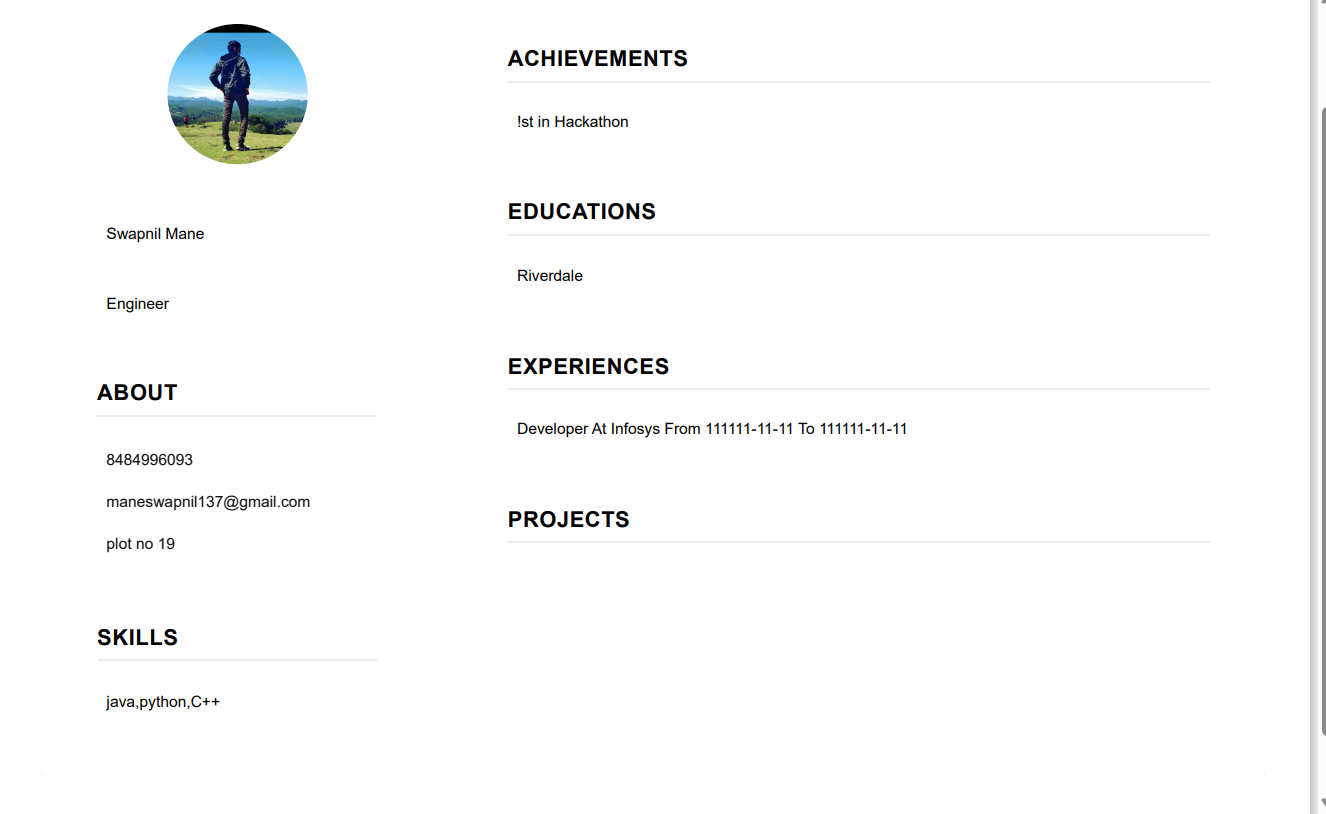 Swapnil Mane
Engineer
ABOUT
8484996093
maneswapnil137@gmail.com
plot no 19
SKILLS
java,python,C++
ACHIEVEMENTS
!st in Hackathon
EDUCATIONS
Riverdale
EXPERIENCES
Developer At Infosys From 111111-11-11 To 111111-11-11
PROJECTS